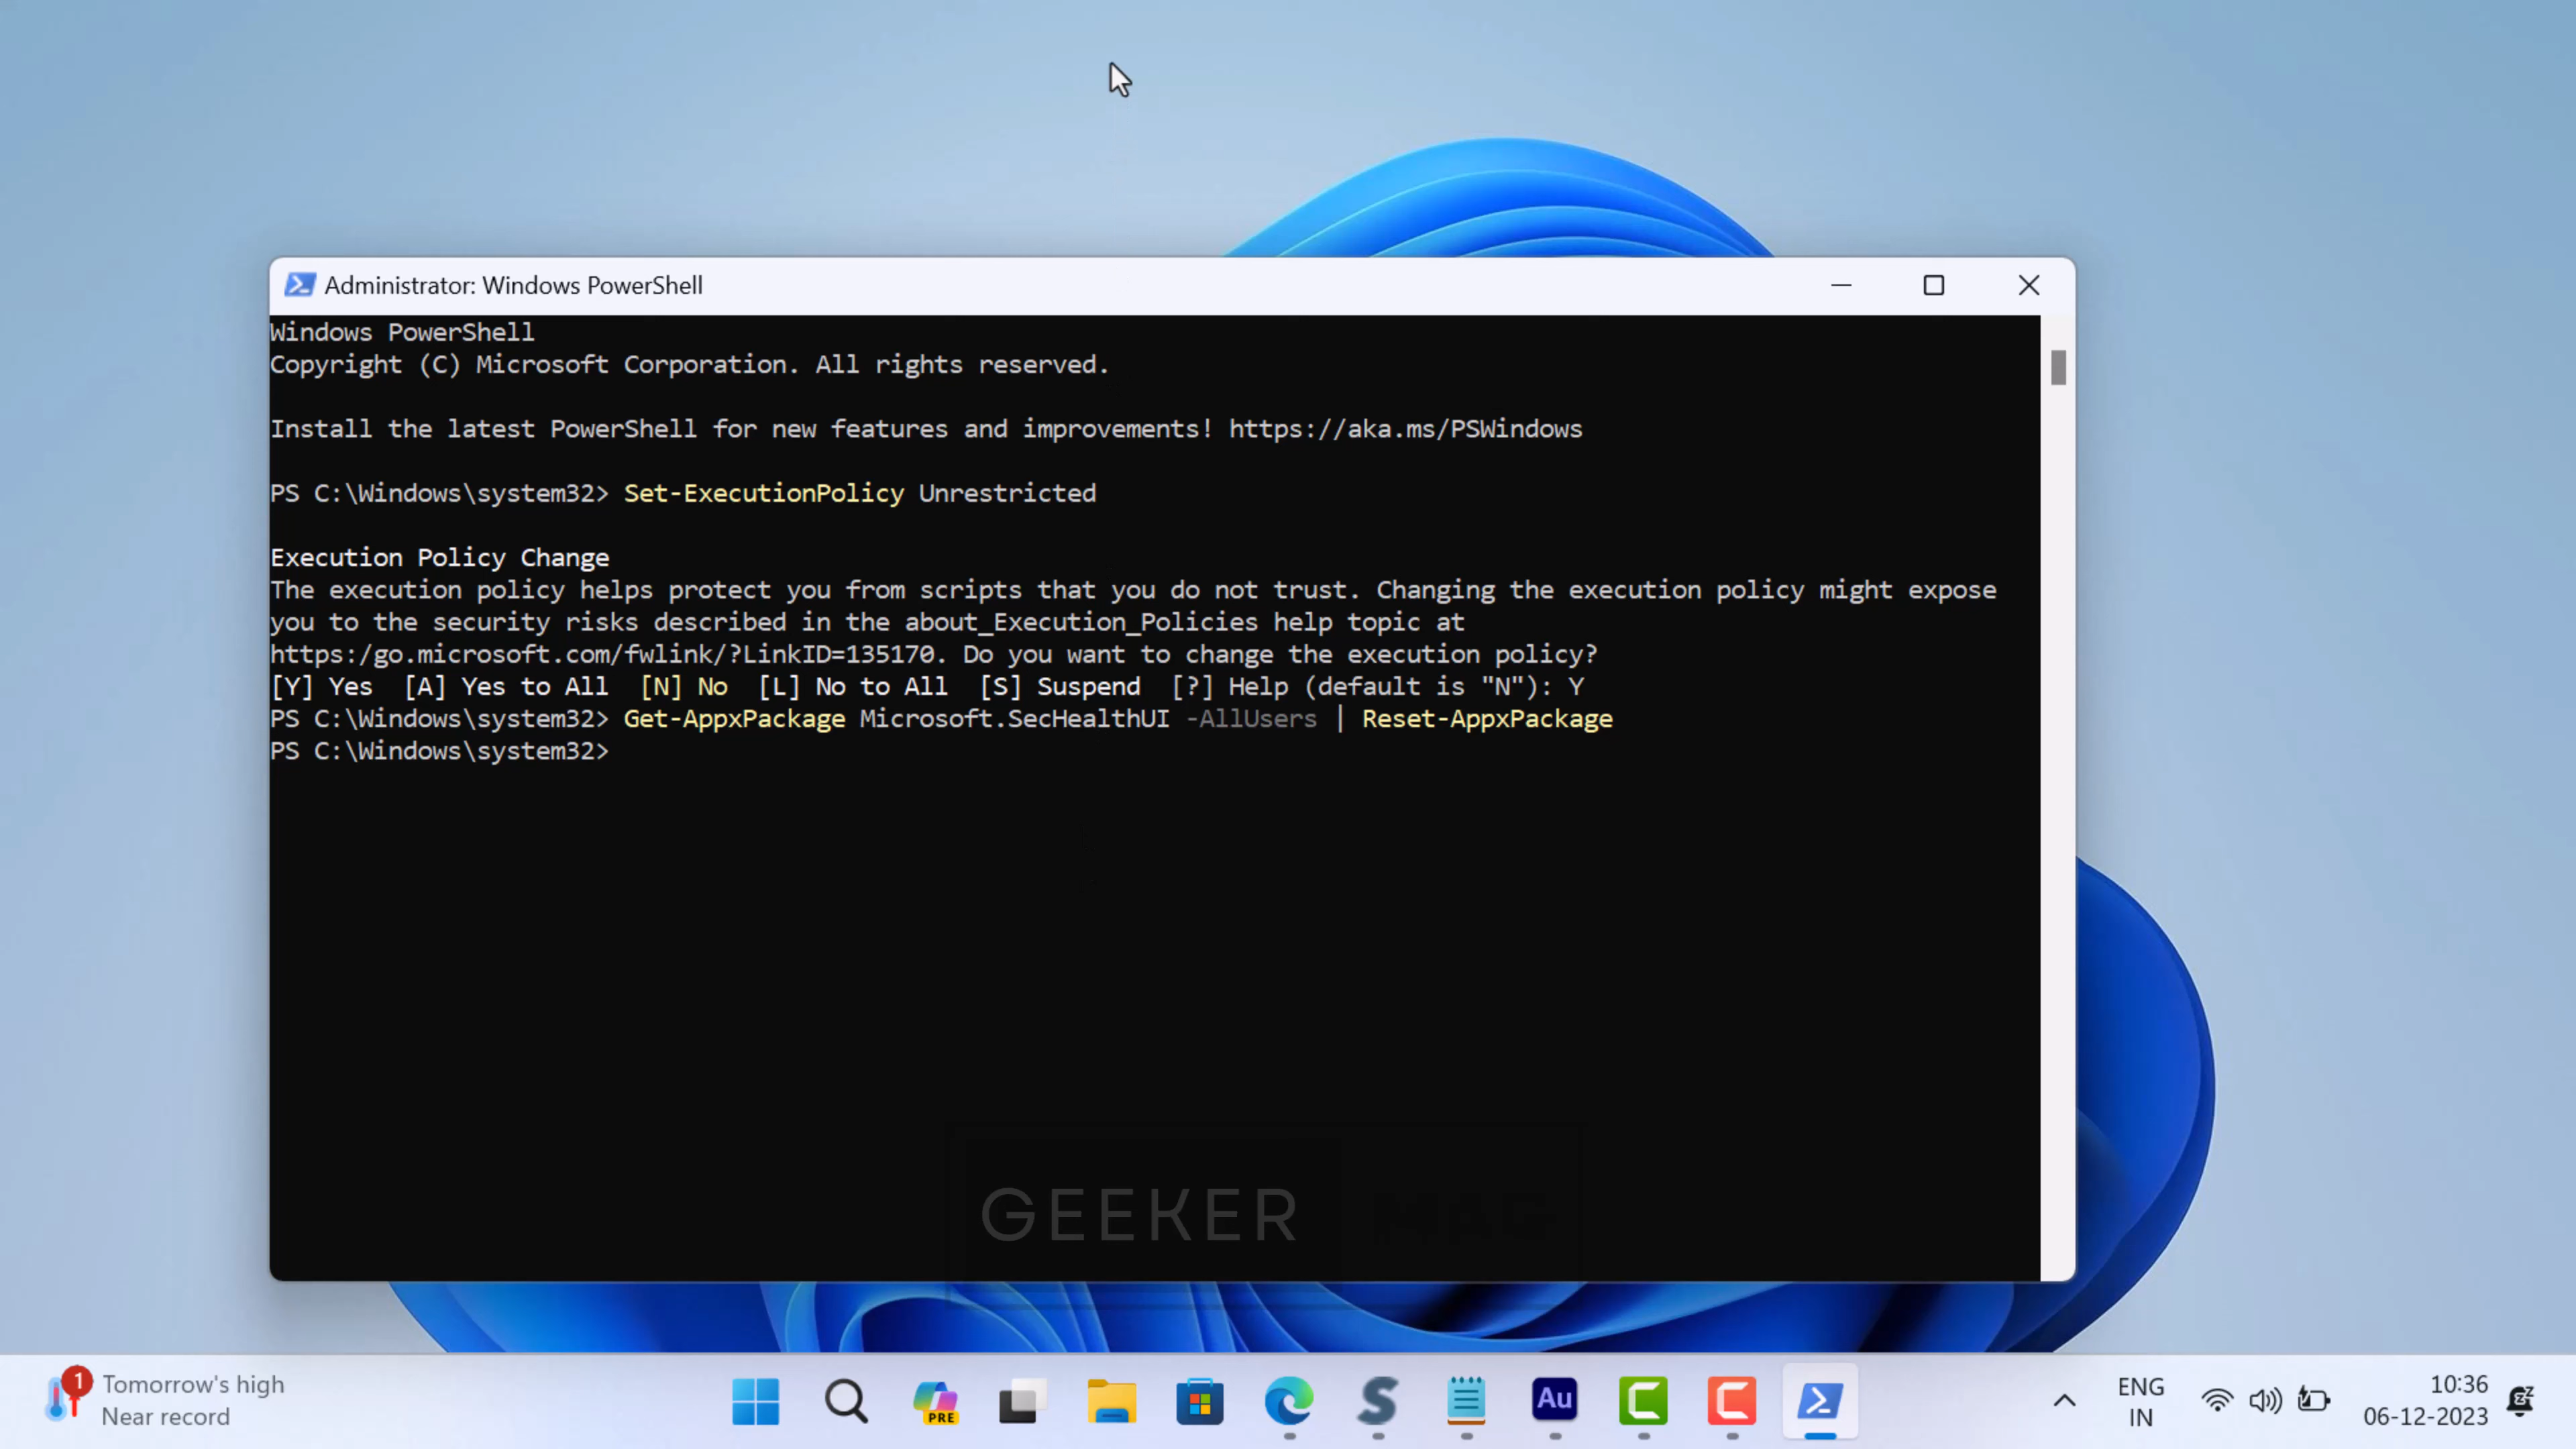 Administrator: Windows PowerShell
Windows PowerShell
Copyright (C) Microsoft Corporation. All rights reserved.
Install the latest PowerShell for new features and improvements! https://aka.ms/PSWindows
PS C:\Windows\system32> Set-ExecutionPolicy Unrestricted
Execution Policy Change
The execution policy helps protect you from scripts that you do not trust. Changing the execution policy might expose
you to the security risks described in the about_Execution_Policies help topic at
https:/go.microsoft.com/fwlink/?LinkID=135170. Do you want to change the execution policy?
[Y] Yes  [A] Yes to All  [N] No  [L] No to All  [S] Suspend  [?] Help (default is "N"): Y
PS C:\Windows\system32> Get-AppxPackage Microsoft.SecHealthUI -AllUsers | Reset-AppxPackage
PS C:\Windows\system32>
GEEKER MAG
1
Tomorrow's high
Near record
PRE
Au
ENG
IN
10:36
06-12-2023